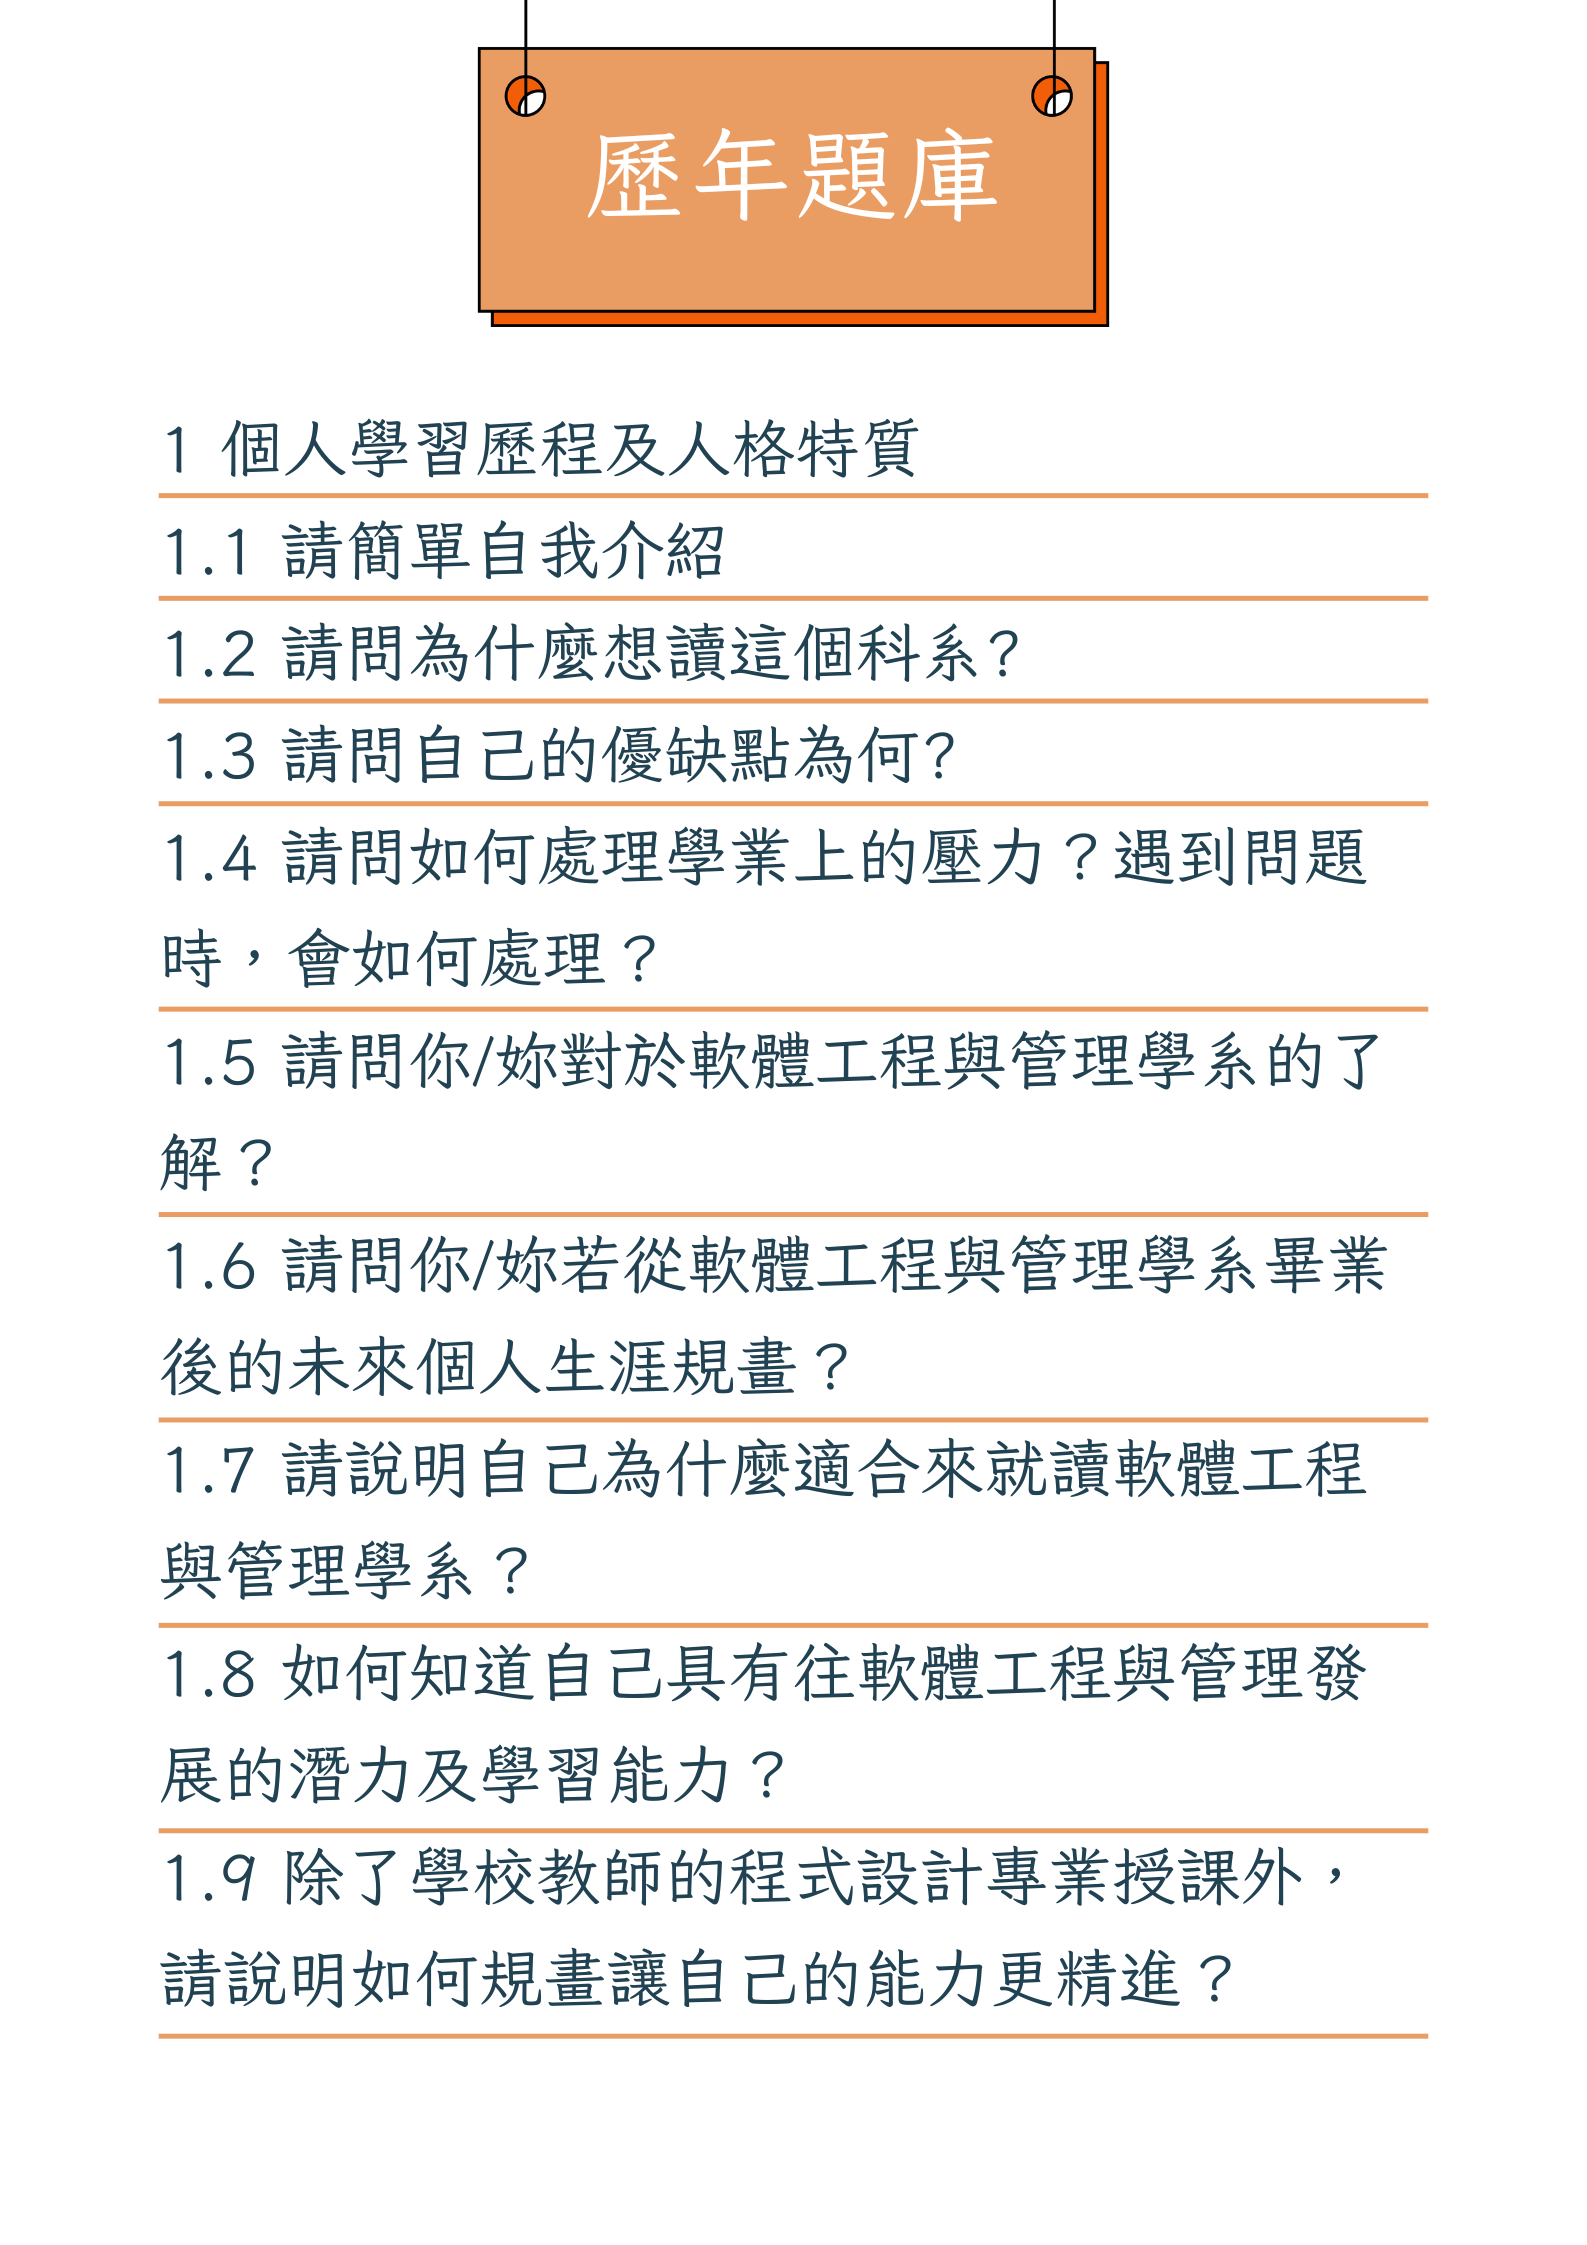 歷年題庫
1 個人學習歷程及人格特質
1.1 請簡單自我介紹
1.2 請問為什麼想讀這個科系?
1.3 請問自己的優缺點為何?
1.4 請問如何處理學業上的壓力？遇到問題
時，會如何處理？
1.5 請問你/妳對於軟體工程與管理學系的了
解？
1.6 請問你/妳若從軟體工程與管理學系畢業
後的未來個人生涯規畫？
1.7 請說明自己為什麼適合來就讀軟體工程
與管理學系？
1.8 如何知道自己具有往軟體工程與管理發
展的潛力及學習能力？
1.9 除了學校教師的程式設計專業授課外，
請說明如何規畫讓自己的能力更精進？